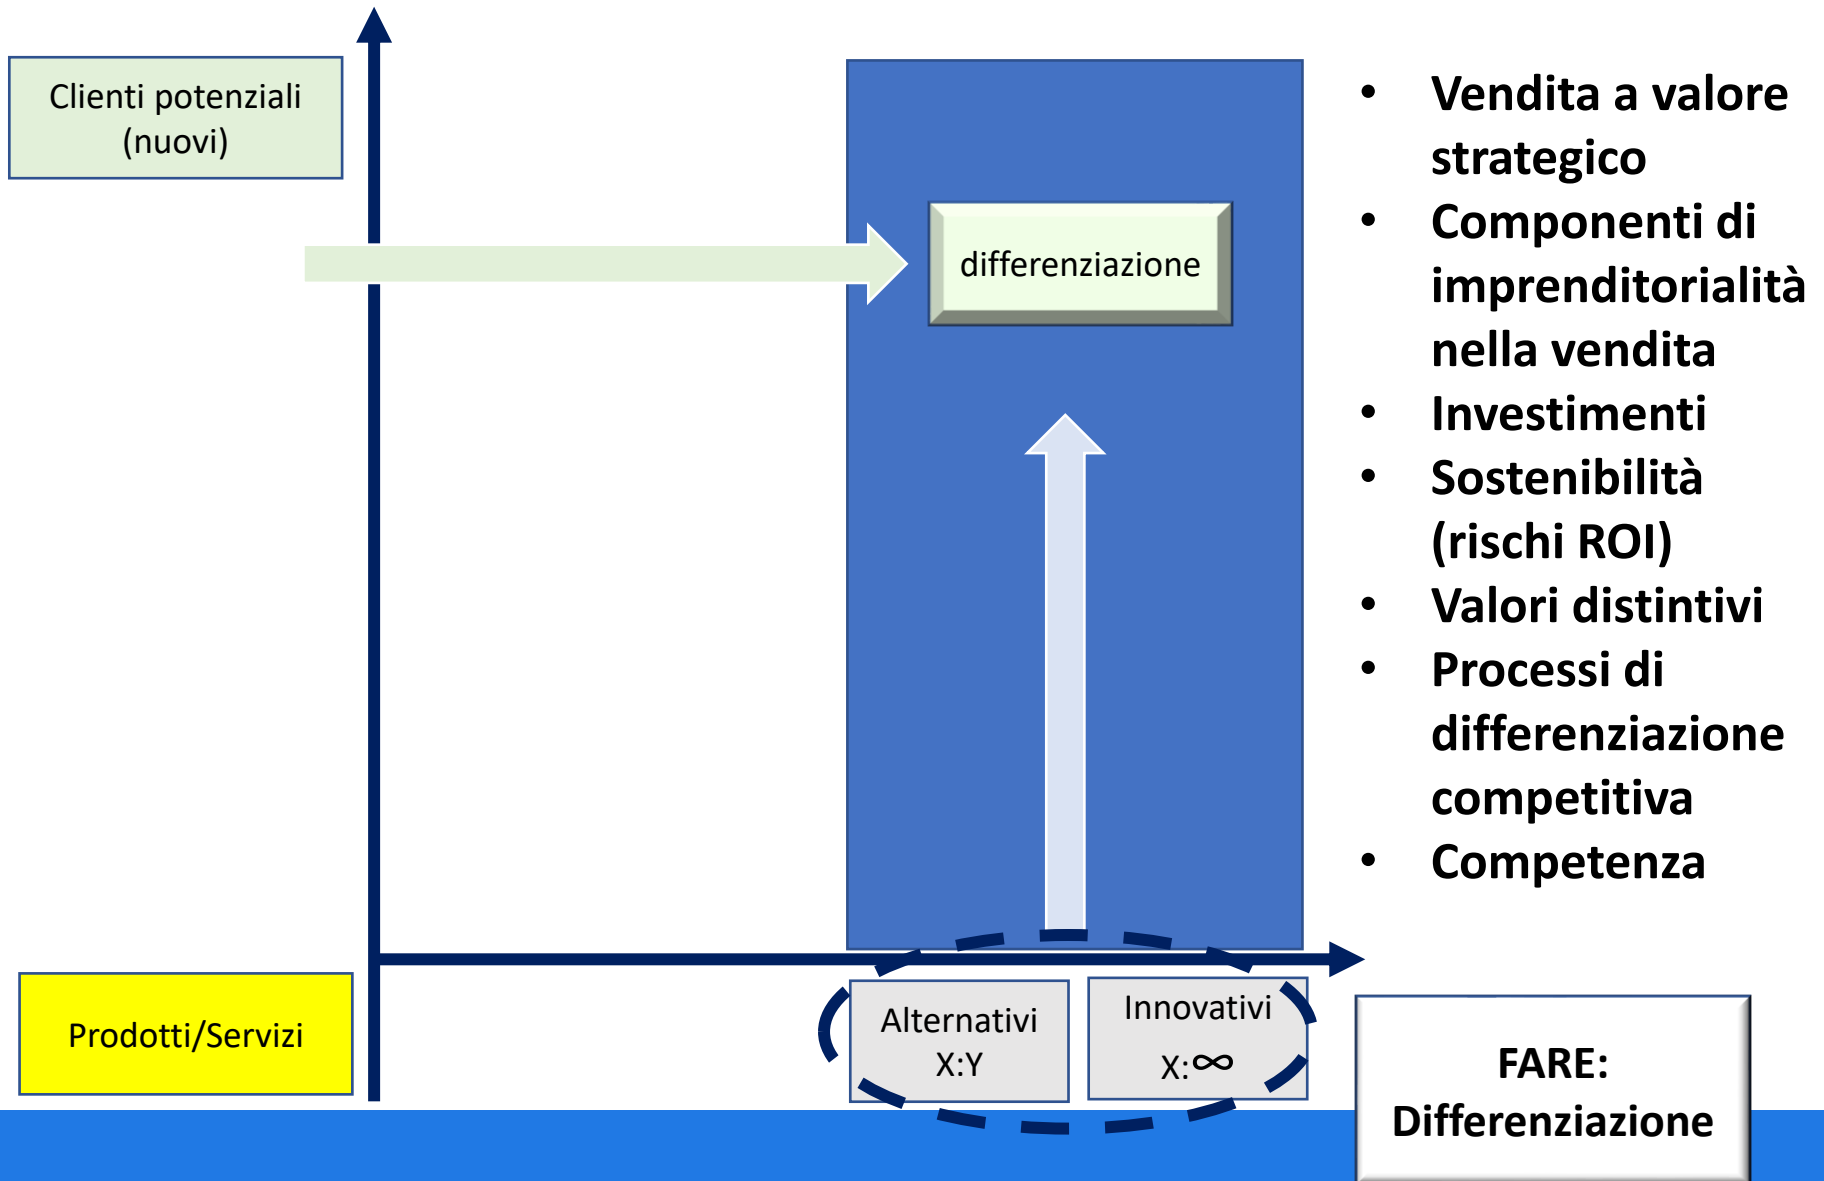 Clienti potenziali
(nuovi)
differenziazione
• Vendita a valore
strategico
• Componenti di
imprenditorialità
nella vendita
• Investimenti
• Sostenibilità
(rischi ROI)
• Valori distintivi
• Processi di
differenziazione
competitiva
• Competenza
Prodotti/Servizi
Alternativi
X:Y
Innovativi
X:∞
FARE:
Differenziazione